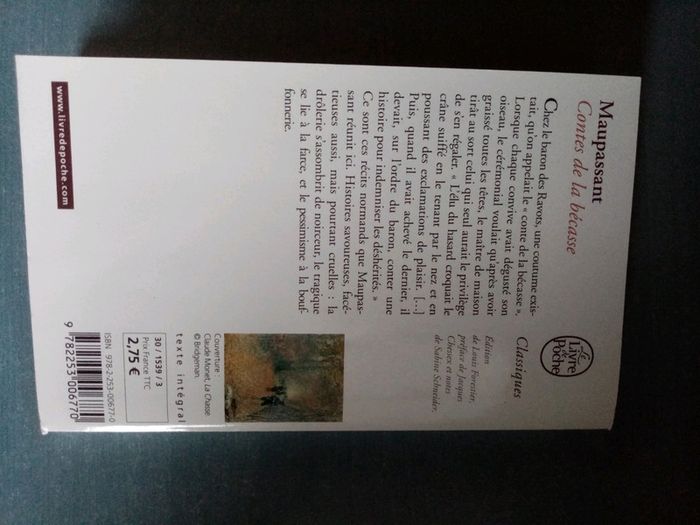 Maupassant
Contes de la bécasse
Chez le baron des Ravots, une coutume exis-
tait, qu'on appelait le « conte de la bécasse ».
Lorsque chaque convive avait dégusté son
oiseau, le cérémonial voulait qu'après avoir
graissé toutes les têtes, le maître de maison
tirât au sort celui qui seul aurait le privilège
de s'en régaler. « L'élu du hasard croquait le
crâne suiffé en le tenant par le nez et en
poussant des exclamations de plaisir. [...]
Puis, quand il avait achevé le dernier, il
devait, sur l'ordre du baron, conter une
histoire pour indemniser les déshérités. »
Ce sont ces récits normands que Maupas-
sant réunit ici. Histoires savoureuses, facé-
tieuses aussi, mais pourtant cruelles : la
drôlerie s'assombrit de noirceur, le tragique
se lie à la farce, et le pessimisme à la bouf-
fonnerie.
Le
Livre
de
Poche
Classiques
Édition
de Louis Forestier,
préface de Jacques
Chessex et notes
de Sabine Schneider.
Couverture :
Claude Monet, La Chasse
© Bridgeman.
texte intégral
30 / 1539 / 3
Prix France TTC
2,75 €
ISBN 978-2-253-00677-0
9 782253 006770
www.livredepoche.com